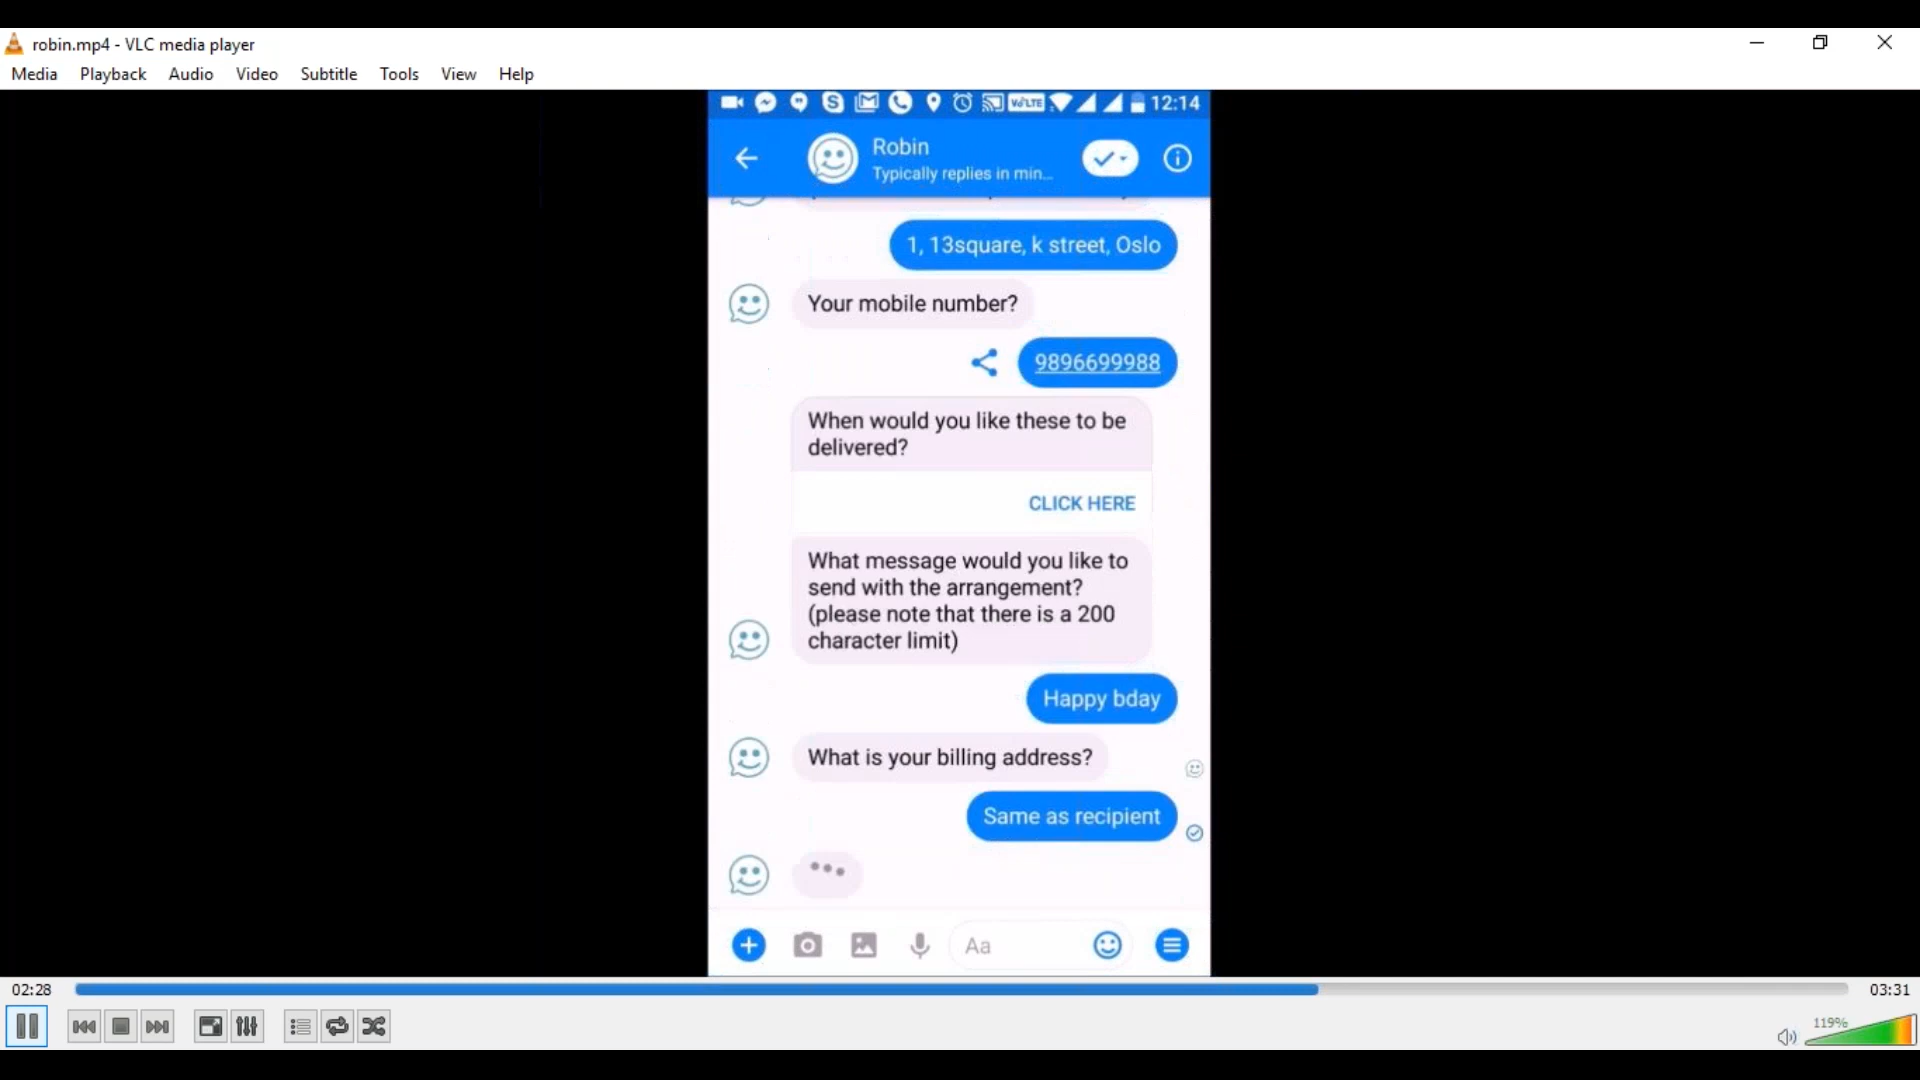 robin.mp4 - VLC media player
Media Playback Audio Video Subtitle Tools View Help
VoLTE 12:14
Robin
Typically replies in min...
1, 13square, k street, Oslo
Your mobile number?
9896699988
When would you like these to be
delivered?
CLICK HERE
What message would you like to
send with the arrangement?
(please note that there is a 200
character limit)
Happy bday
What is your billing address?
Same as recipient
Aa
02:28
03:31
119%